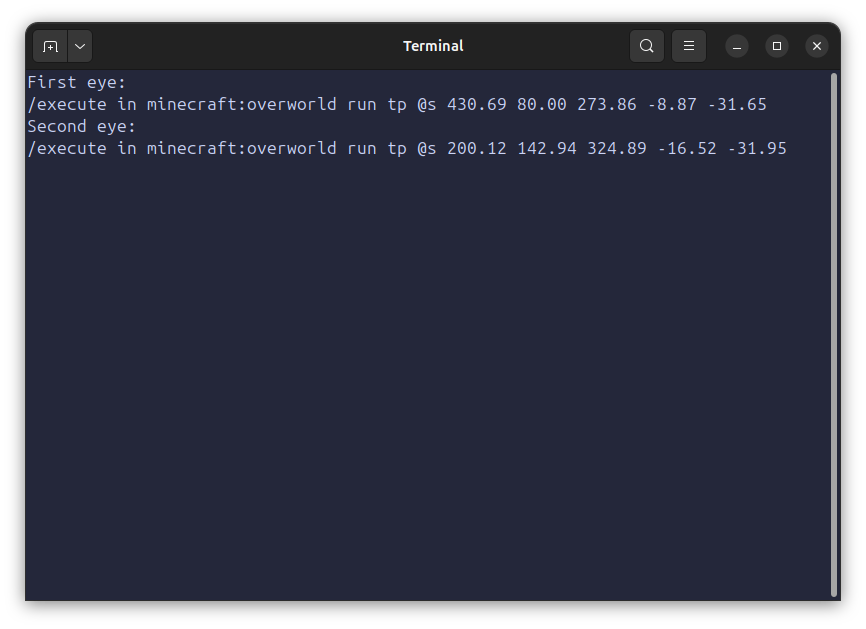 Terminal
First eye:
/execute in minecraft:overworld run tp @s 430.69 80.00 273.86 -8.87 -31.65
Second eye:
/execute in minecraft:overworld run tp @s 200.12 142.94 324.89 -16.52 -31.95